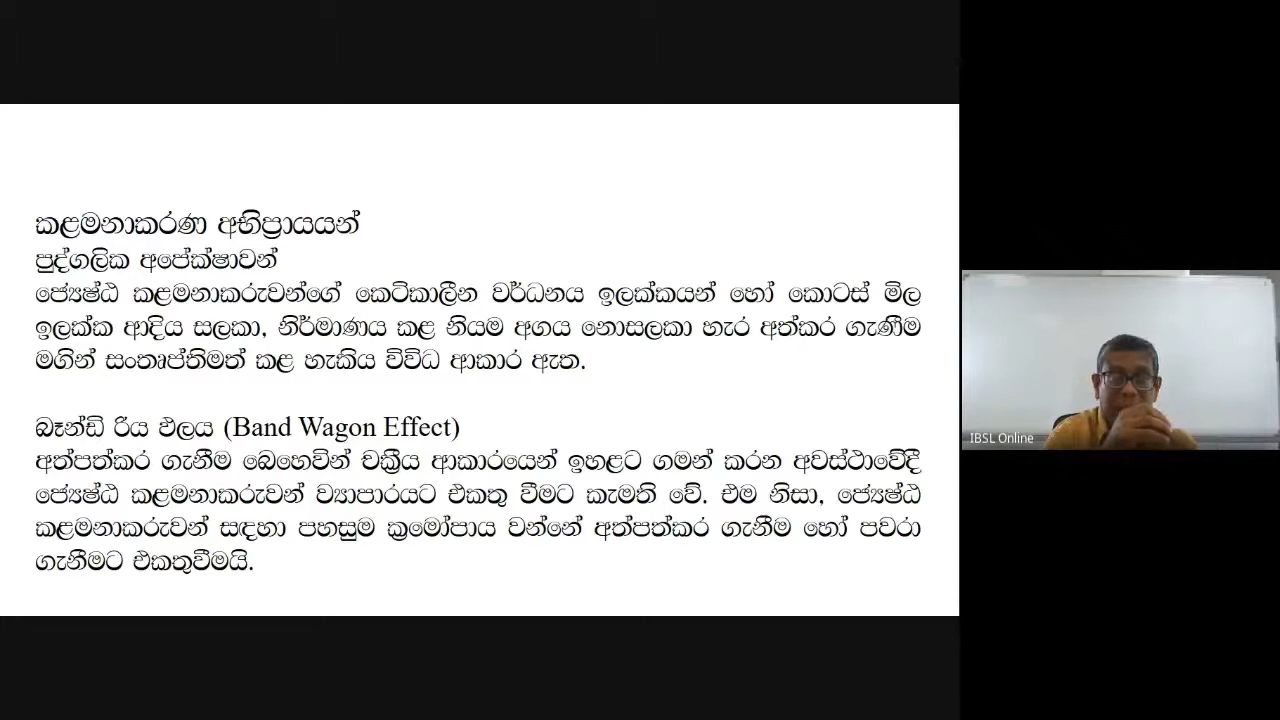 කළමනාකරණ අභිප්‍රායයන්
පුද්ගලික අපේක්ෂාවන්
ජ්‍යෙෂ්ඨ කළමනාකරුවන්ගේ කෙටිකාලීන වර්ධනය ඉලක්කයන් හෝ කොටස් මිල
ඉලක්ක ආදිය සලකා, නිර්මාණය කළ නියම අගය නොසලකා හැර අත්කර ගැණීම
මගින් සංතෘප්තිමත් කළ හැකිය විවිධ ආකාර ඇත.
බෑන්ඩ් රිය ඵලය (Band Wagon Effect)
අත්පත්කර ගැනීම බෙහෙවින් චක්‍රීය ආකාරයෙන් ඉහළට ගමන් කරන අවස්ථාවේදී
ජ්‍යෙෂ්ඨ කළමනාකරුවන් ව්‍යාපාරයට එකතු වීමට කැමති වේ. එම නිසා, ජ්‍යෙෂ්ඨ
කළමනාකරුවන් සඳහා පහසුම ක්‍රමෝපාය වන්නේ අත්පත්කර ගැනීම හෝ පවරා
ගැනීමට එකතුවීමයි.
IBSL Online